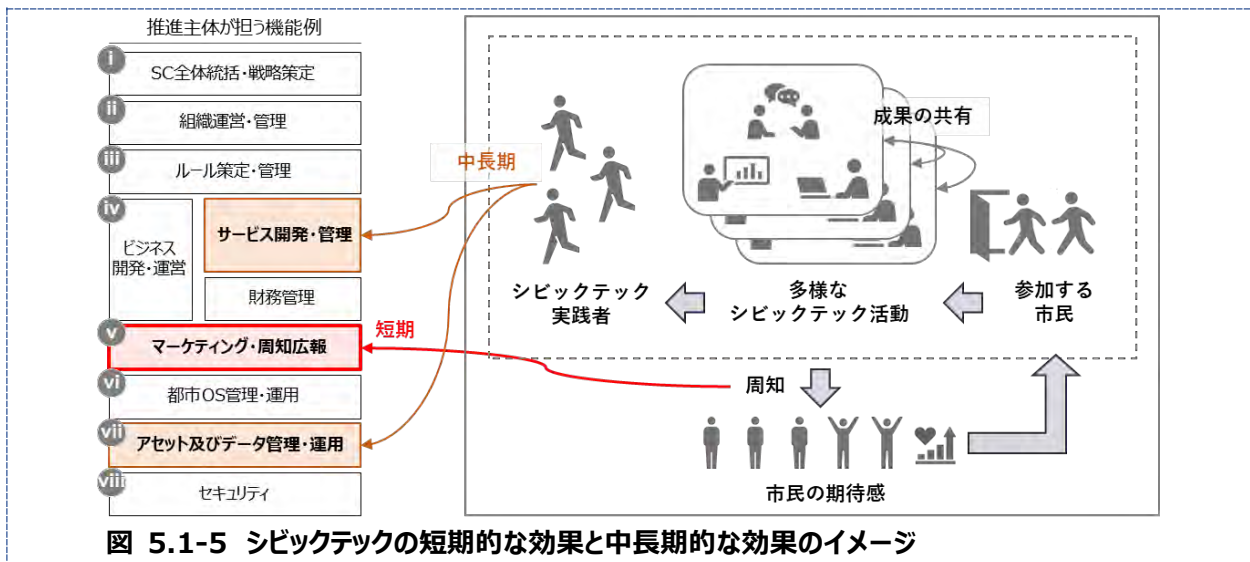 推進主体が担う機能例
i
SC全体統括・戦略策定
ii
組織運営・管理
iii
ルール策定・管理
iv
ビジネス
開発・運営
サービス開発・管理
財務管理
v
マーケティング・周知広報
vi
都市OS管理・運用
vii
アセット及びデータ管理・運用
viii
セキュリティ
中長期
短期
成果の共有
シビックテック
実践者
多様な
シビックテック活動
参加する
市民
周知
市民の期待感
図 5.1-5 シビックテックの短期的な効果と中長期的な効果のイメージ